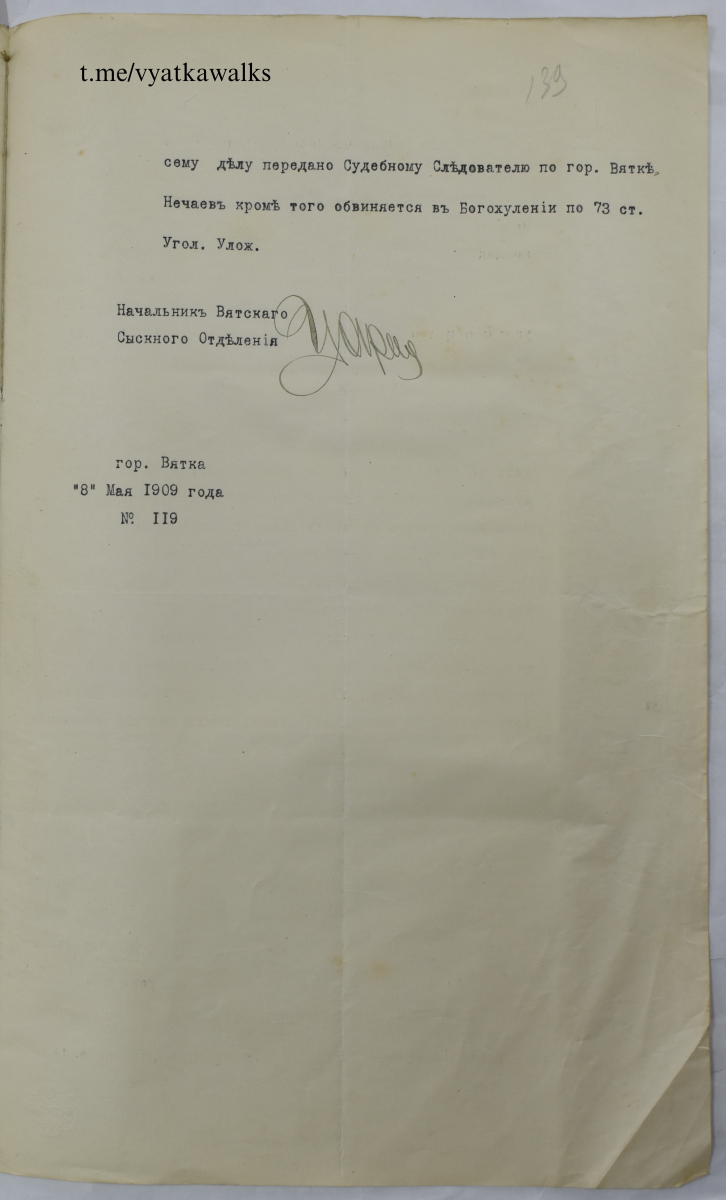 t.me/vyatkawalks
139
сему дѣлу передано Судебному Слѣдователю по гор. Вяткѣ.
Нечаевъ кромѣ того обвиняется въ Богохуленіи по 73 ст.
Угол. Улож.
Начальникъ Вятскаго
Сыскного Отдѣленія
гор. Вятка
"8" Мая 1909 года
№ II9